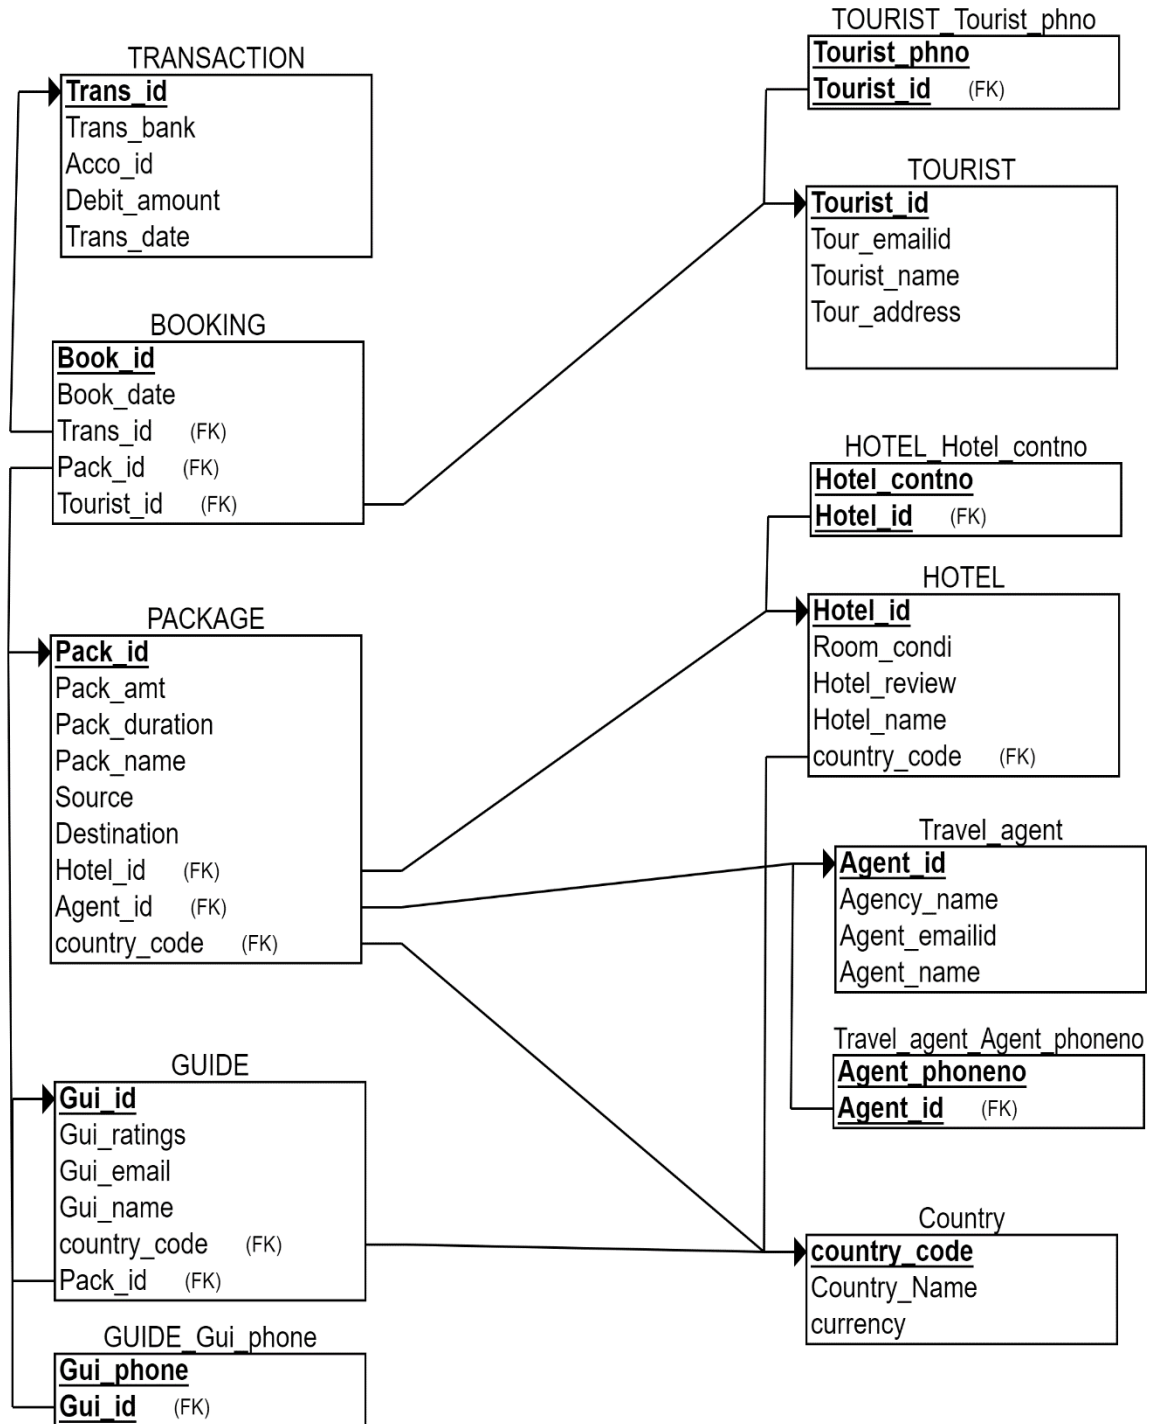 TRANSACTION
Trans_id
Trans_bank
Acco_id
Debit_amount
Trans_date
BOOKING
Book_id
Book_date
Trans_id (FK)
Pack_id (FK)
Tourist_id (FK)
PACKAGE
Pack_id
Pack_amt
Pack_duration
Pack_name
Source
Destination
Hotel_id (FK)
Agent_id (FK)
country_code (FK)
GUIDE
Gui_id
Gui_ratings
Gui_email
Gui_name
country_code (FK)
Pack_id (FK)
GUIDE_Gui_phone
Gui_phone
Gui_id (FK)
TOURIST_Tourist_phno
Tourist_phno
Tourist_id (FK)
TOURIST
Tourist_id
Tour_emailid
Tourist_name
Tour_address
HOTEL_Hotel_contno
Hotel_contno
Hotel_id (FK)
HOTEL
Hotel_id
Room_condi
Hotel_review
Hotel_name
country_code (FK)
Travel_agent
Agent_id
Agency_name
Agent_emailid
Agent_name
Travel_agent_Agent_phoneno
Agent_phoneno
Agent_id (FK)
Country
country_code
Country_Name
currency